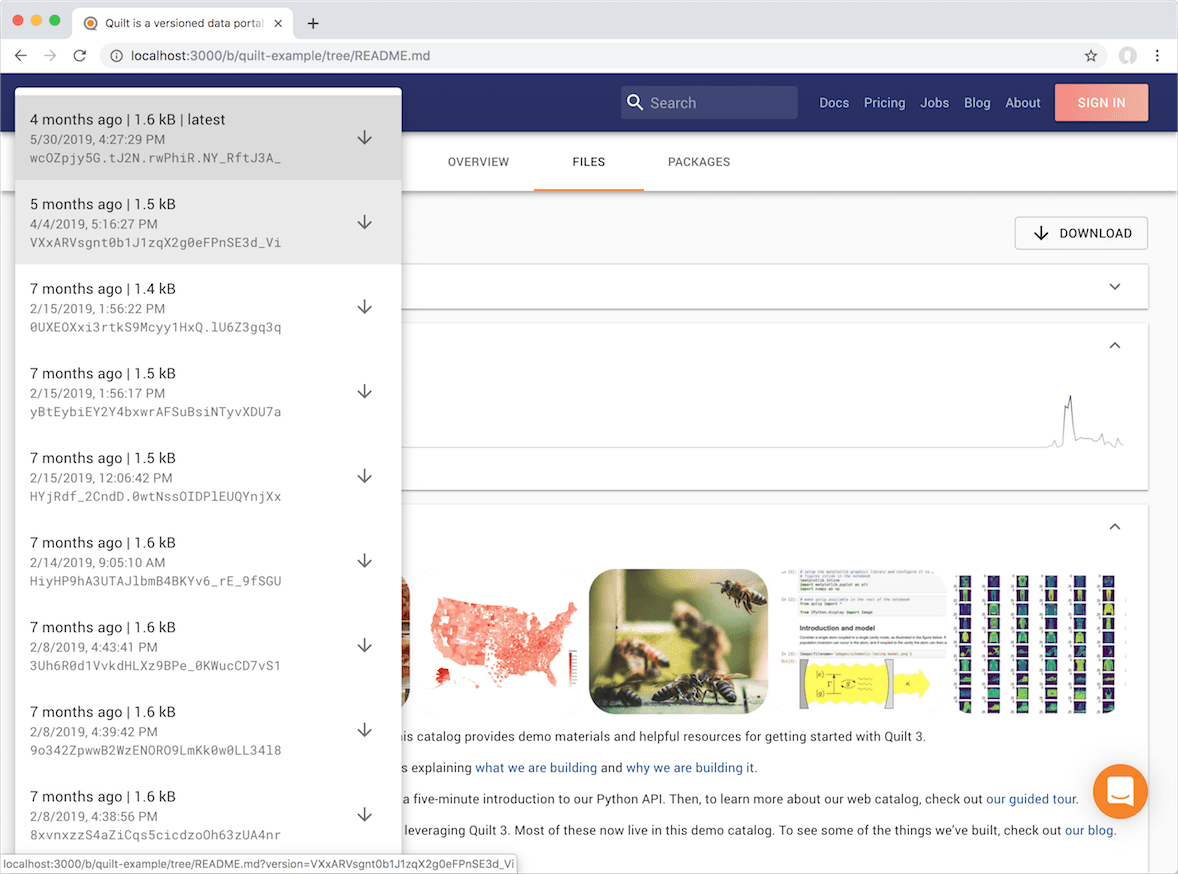 Quilt is a versioned data portal
localhost:3000/b/quilt-example/tree/README.md
Search
Docs Pricing Jobs Blog About SIGN IN
OVERVIEW FILES PACKAGES
DOWNLOAD
4 months ago | 1.6 kB | latest
5/30/2019, 4:27:29 PM
wcOZpjy5G.tJ2N.rwPhiR.NY_RftJ3A_
5 months ago | 1.5 kB
4/4/2019, 5:16:27 PM
VXxARVsgnt0b1J1zqX2g0eFPnSE3d_Vi
7 months ago | 1.4 kB
2/15/2019, 1:56:22 PM
0UXEOXxi3rtkS9Mcyy1HxQ.lU6Z3gq3q
7 months ago | 1.5 kB
2/15/2019, 1:56:17 PM
yBtEybiEY2Y4bxwrAFSuBsiNTyvXDU7a
7 months ago | 1.5 kB
2/15/2019, 12:06:42 PM
HYjRdf_2CndD.0wtNssOIDPlEUQYnjXx
7 months ago | 1.6 kB
2/14/2019, 9:05:10 AM
HiyHP9hA3UTAJlbmB4BKYv6_rE_9fSGU
7 months ago | 1.6 kB
2/8/2019, 4:43:41 PM
3Uh6R0d1VvkdHLXz9BPe_0KWucCD7vS1
7 months ago | 1.6 kB
2/8/2019, 4:39:42 PM
9o342ZpwwB2WzENORO9LmKk0w0LL34l8
7 months ago | 1.6 kB
2/8/2019, 4:38:56 PM
8xvnxzzS4aZiCqs5cicdzoOh63zUA4nr
Introduction and model
is catalog provides demo materials and helpful resources for getting started with Quilt 3.
s explaining what we are building and why we are building it.
a five-minute introduction to our Python API. Then, to learn more about our web catalog, check out our guided tour.
leveraging Quilt 3. Most of these now live in this demo catalog. To see some of the things we've built, check out our blog.
localhost:3000/b/quilt-example/tree/README.md?version=VXxARVsgnt0b1J1zqX2g0eFPnSE3d_Vi